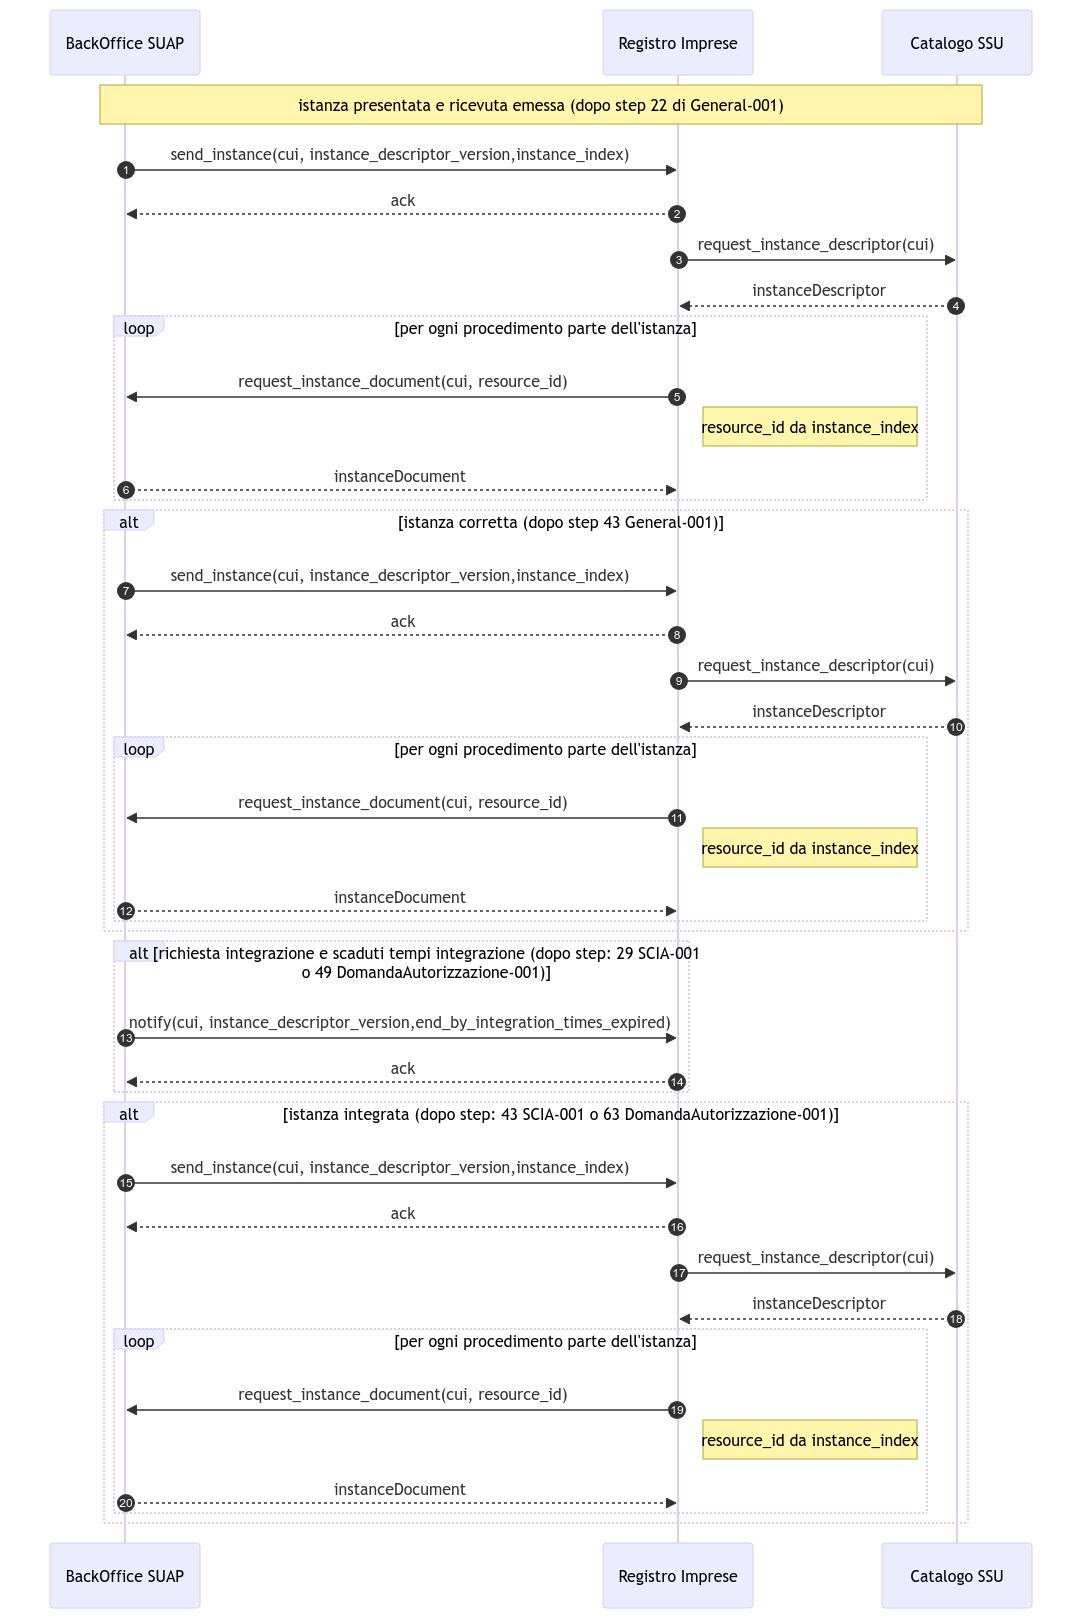 BackOffice SUAP
Registro Imprese
Catalogo SSU
istanza presentata e ricevuta emessa (dopo step 22 di General-001)
send_instance(cui, instance_descriptor_version,instance_index)
1
ack
2
request_instance_descriptor(cui)
3
instanceDescriptor
4
loop
[per ogni procedimento parte dell'istanza]
request_instance_document(cui, resource_id)
5
resource_id da instance_index
instanceDocument
6
alt
[istanza corretta (dopo step 43 General-001)]
send_instance(cui, instance_descriptor_version,instance_index)
7
ack
8
request_instance_descriptor(cui)
9
instanceDescriptor
10
loop
[per ogni procedimento parte dell'istanza]
request_instance_document(cui, resource_id)
11
resource_id da instance_index
instanceDocument
12
alt
[richiesta integrazione e scaduti tempi integrazione (dopo step: 29 SCIA-001
o 49 DomandaAutorizzazione-001)]
notify(cui, instance_descriptor_version,end_by_integration_times_expired)
13
ack
14
alt
[istanza integrata (dopo step: 43 SCIA-001 o 63 DomandaAutorizzazione-001)]
send_instance(cui, instance_descriptor_version,instance_index)
15
ack
16
request_instance_descriptor(cui)
17
instanceDescriptor
18
loop
[per ogni procedimento parte dell'istanza]
request_instance_document(cui, resource_id)
19
resource_id da instance_index
instanceDocument
20
BackOffice SUAP
Registro Imprese
Catalogo SSU